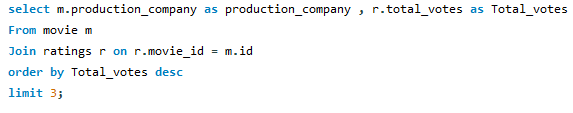 select m.production_company as production_company , r.total_votes as Total_votes
From movie m
Join ratings r on r.movie_id = m.id
order by Total_votes desc
limit 3;